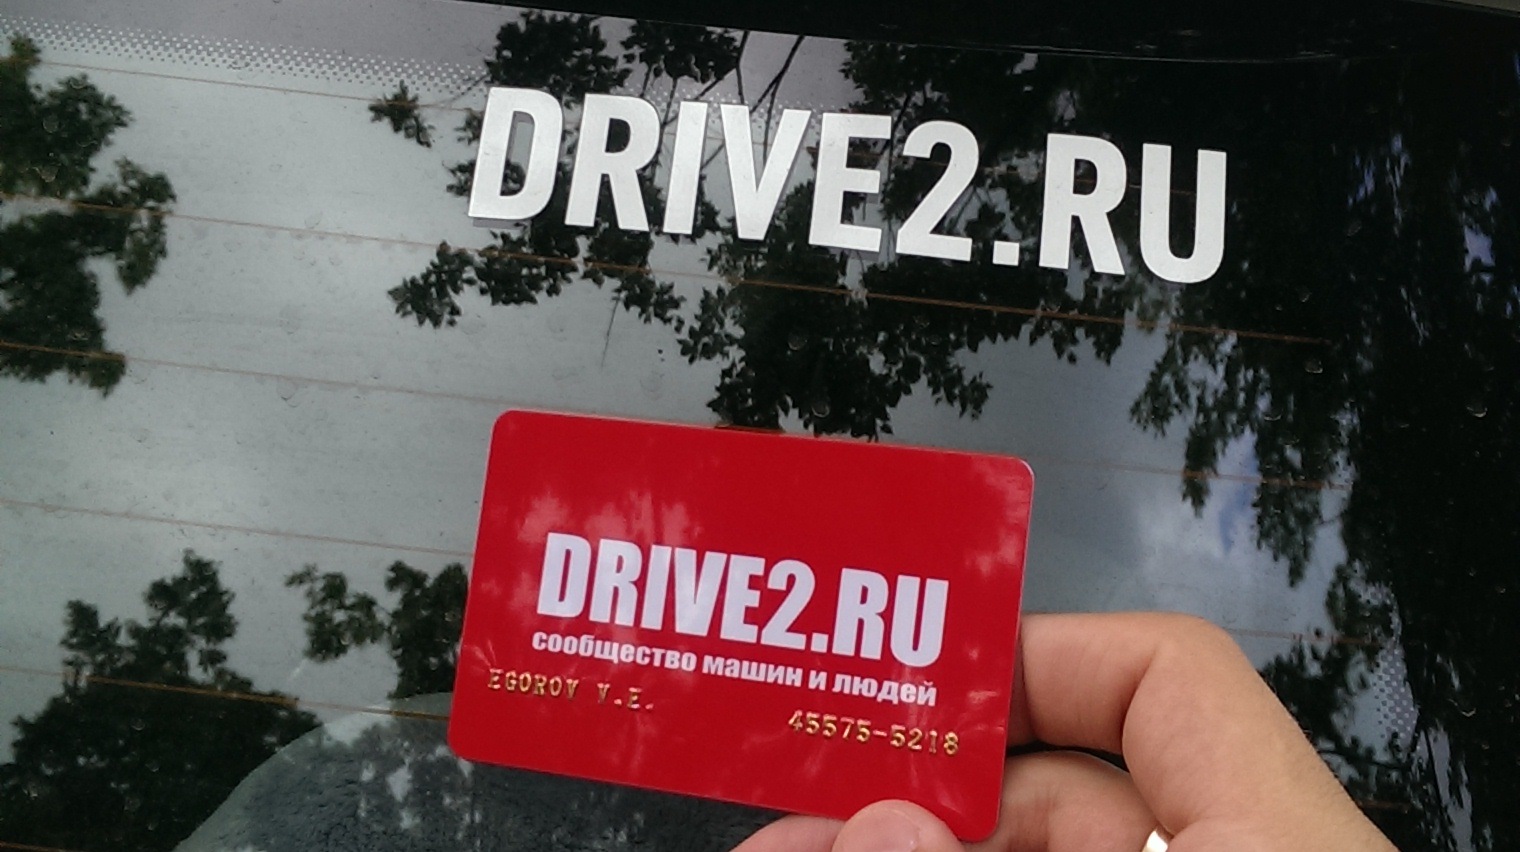 DRIVE2.RU
DRIVE2.RU
сообщество машин и людей
EGOROV V.E.
45575-5218